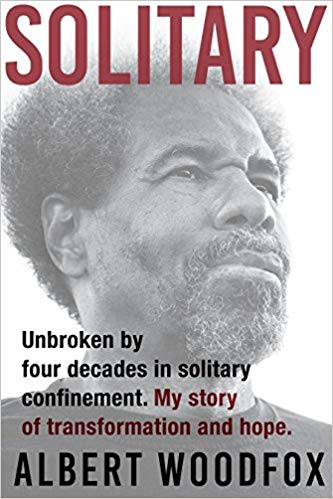 SOLITARY
Unbroken by
four decades in solitary
confinement. My story
of transformation and hope.
ALBERT WOODFOX